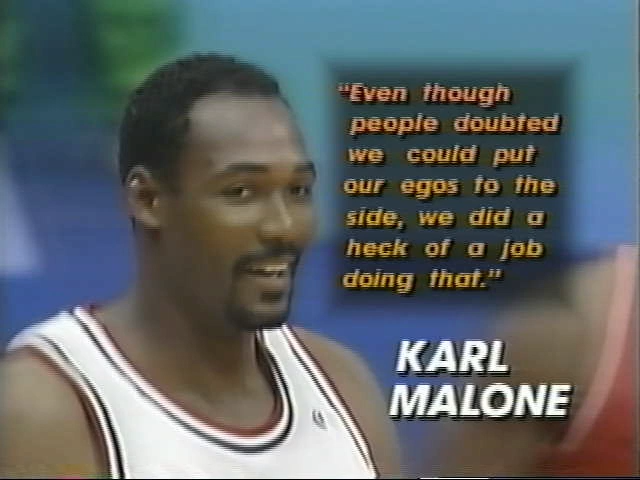 "Even though
people doubted
we could put
our egos to the
side, we did a
heck of a job
doing that."
KARL
MALONE